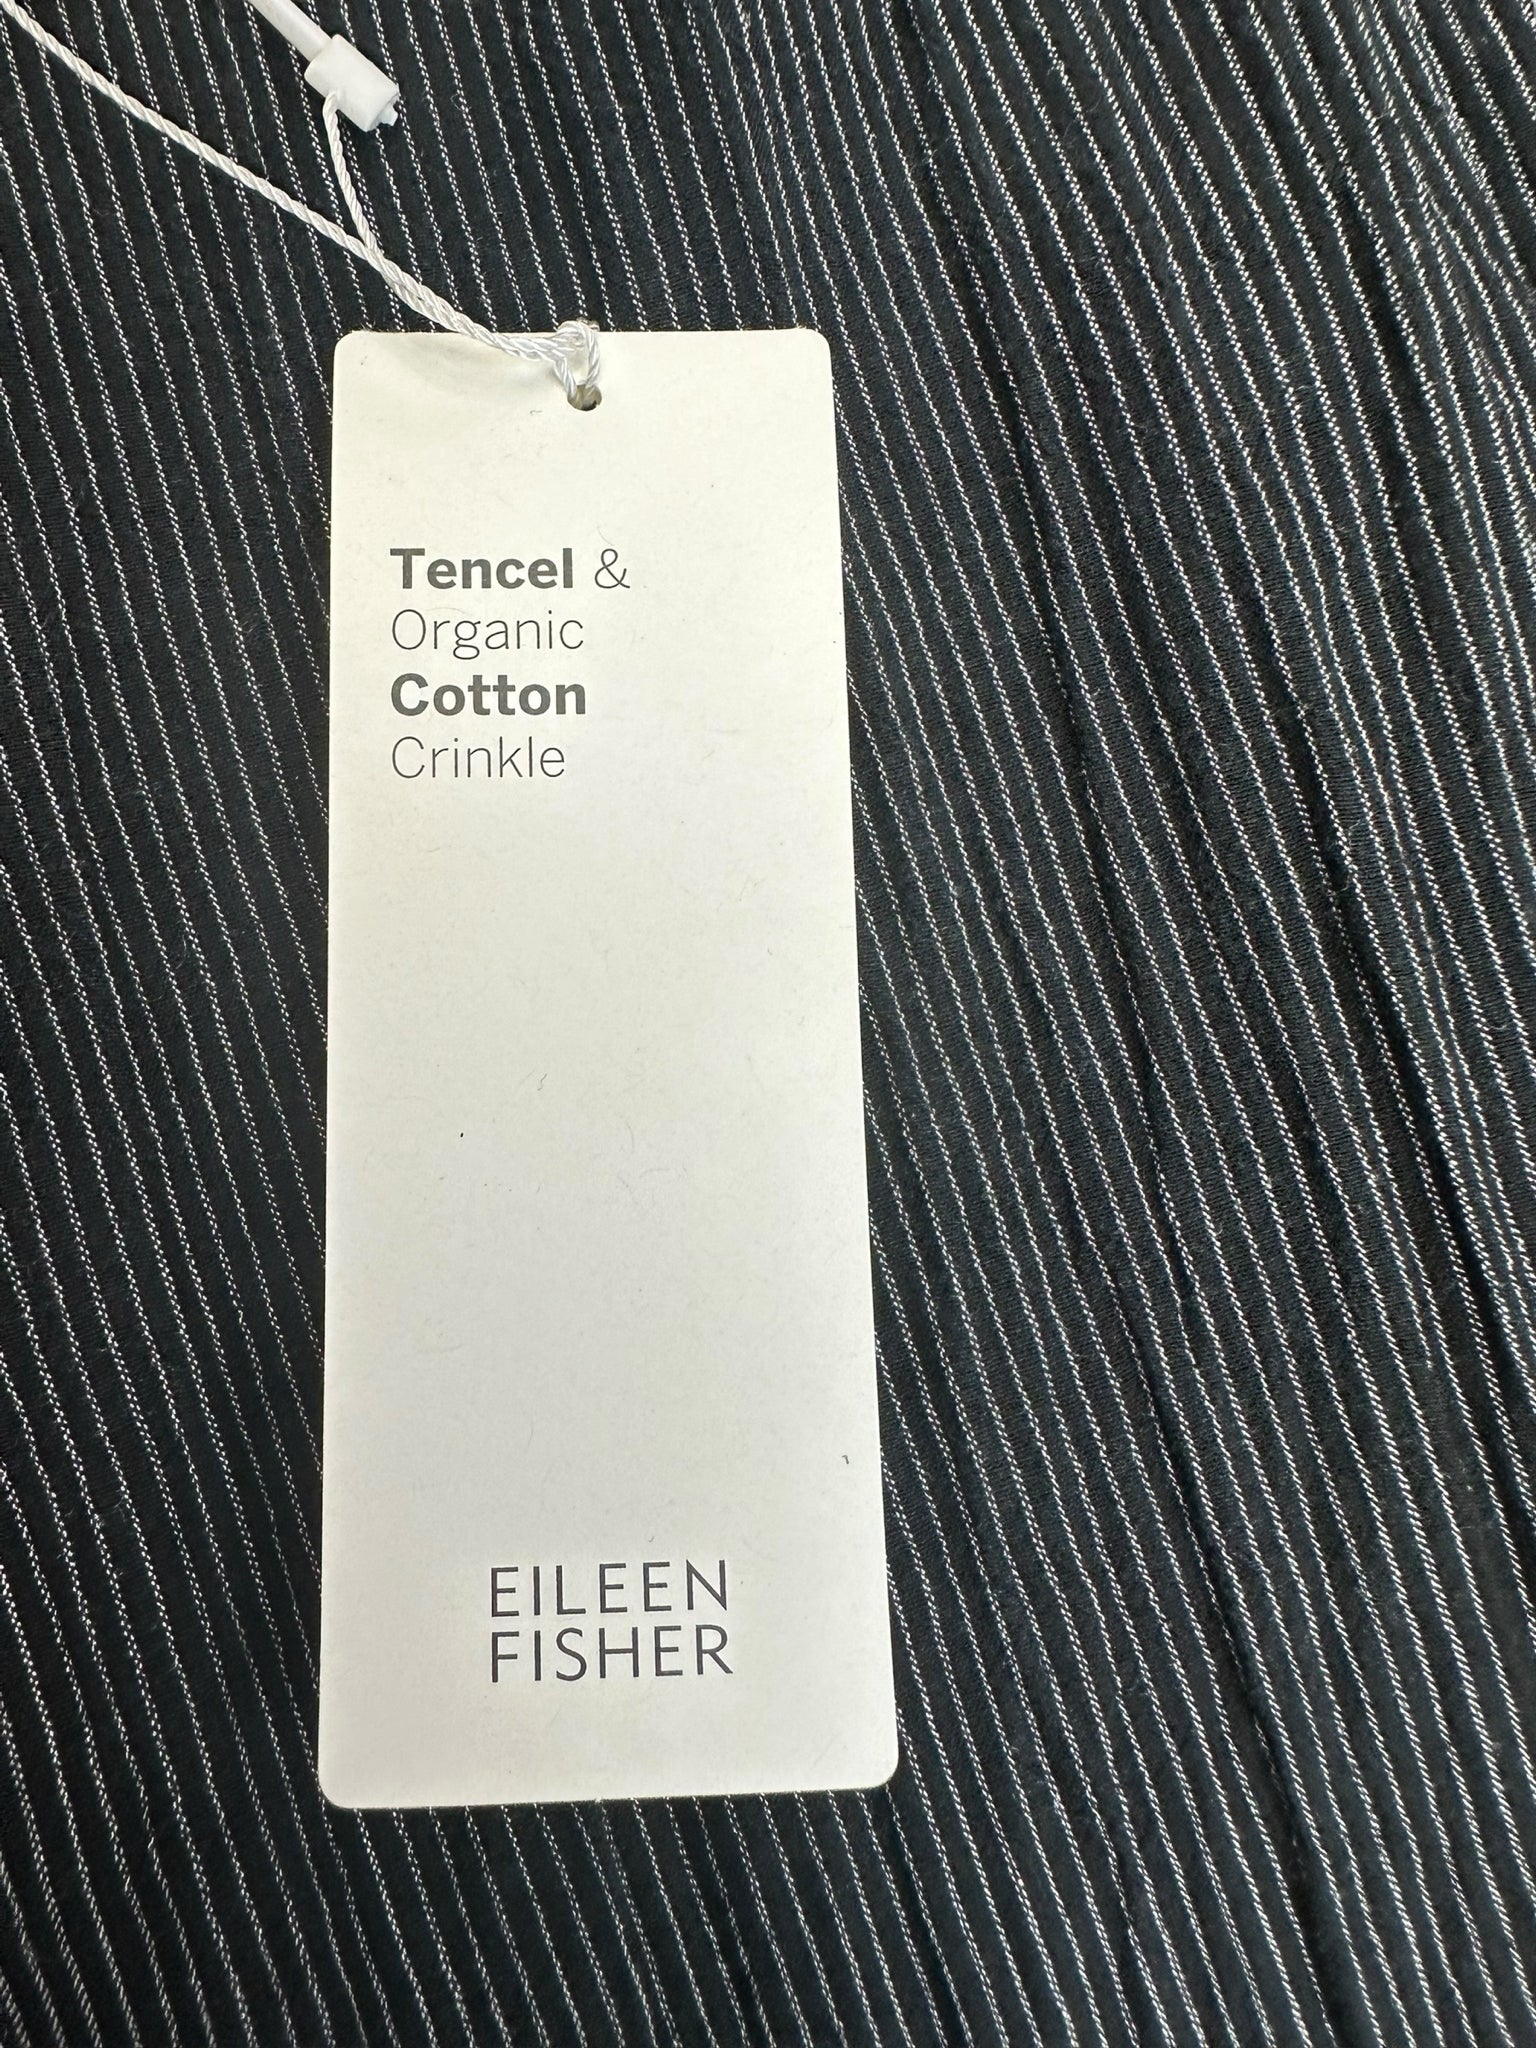 Tencel &
Organic
Cotton
Crinkle
EILEEN
FISHER